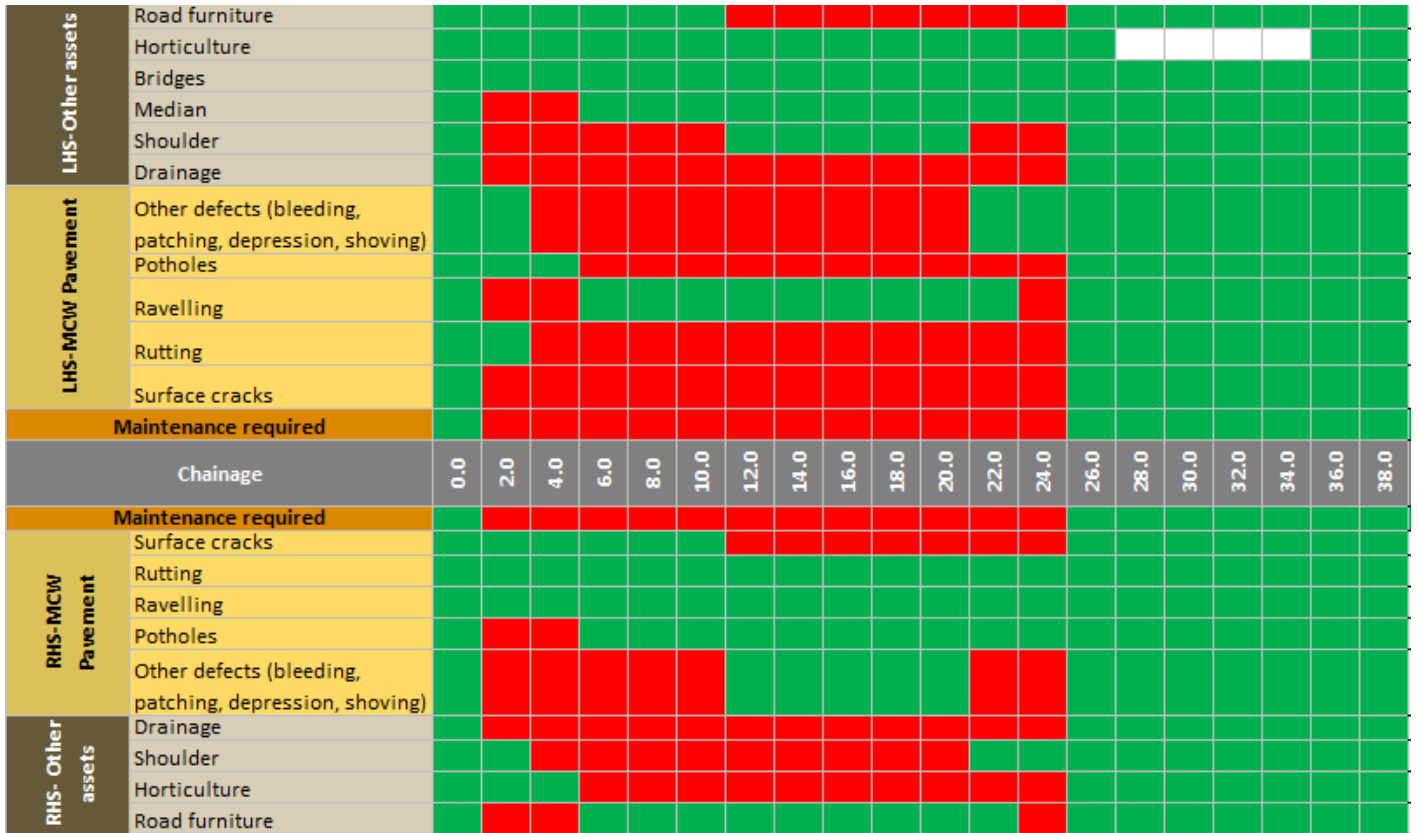 LHS-Other assets
Road furniture
Horticulture
Bridges
Median
Shoulder
Drainage
LHS-MCW Pavement
Other defects (bleeding,
patching, depression, shoving)
Potholes
Ravelling
Rutting
Surface cracks
Maintenance required
Chainage 0.0 2.0 4.0 6.0 8.0 10.0 12.0 14.0 16.0 18.0 20.0 22.0 24.0 26.0 28.0 30.0 32.0 34.0 36.0 38.0
Maintenance required
RHS-MCW
Pavement
Surface cracks
Rutting
Ravelling
Potholes
Other defects (bleeding,
patching, depression, shoving)
RHS- Other
assets
Drainage
Shoulder
Horticulture
Road furniture